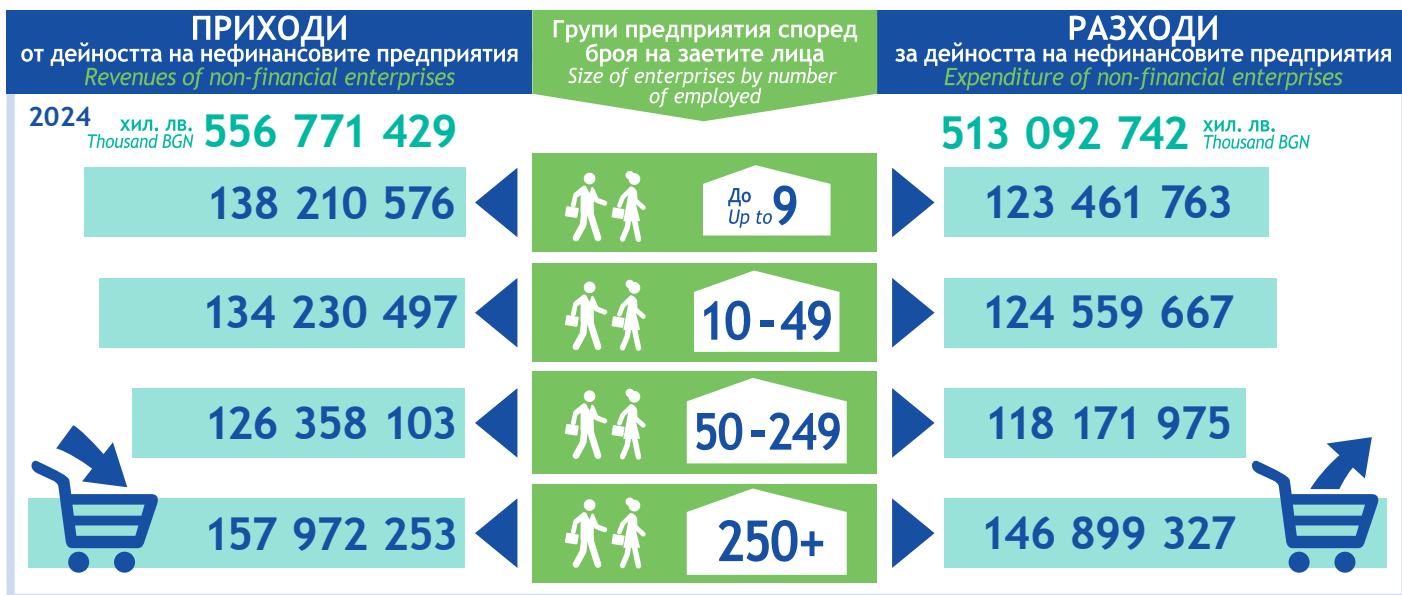 ПРИХОДИ
от дейността на нефинансовите предприятия
Revenues of non-financial enterprises
Групи предприятия според
броя на заетите лица
Size of enterprises by number
of employed
РАЗХОДИ
за дейността на нефинансовите предприятия
Expenditure of non-financial enterprises
2024
хил. лв.
Thousand BGN
556 771 429
513 092 742
хил. лв.
Thousand BGN
138 210 576
До
Up to 9
123 461 763
134 230 497
10-49
124 559 667
126 358 103
50-249
118 171 975
157 972 253
250+
146 899 327